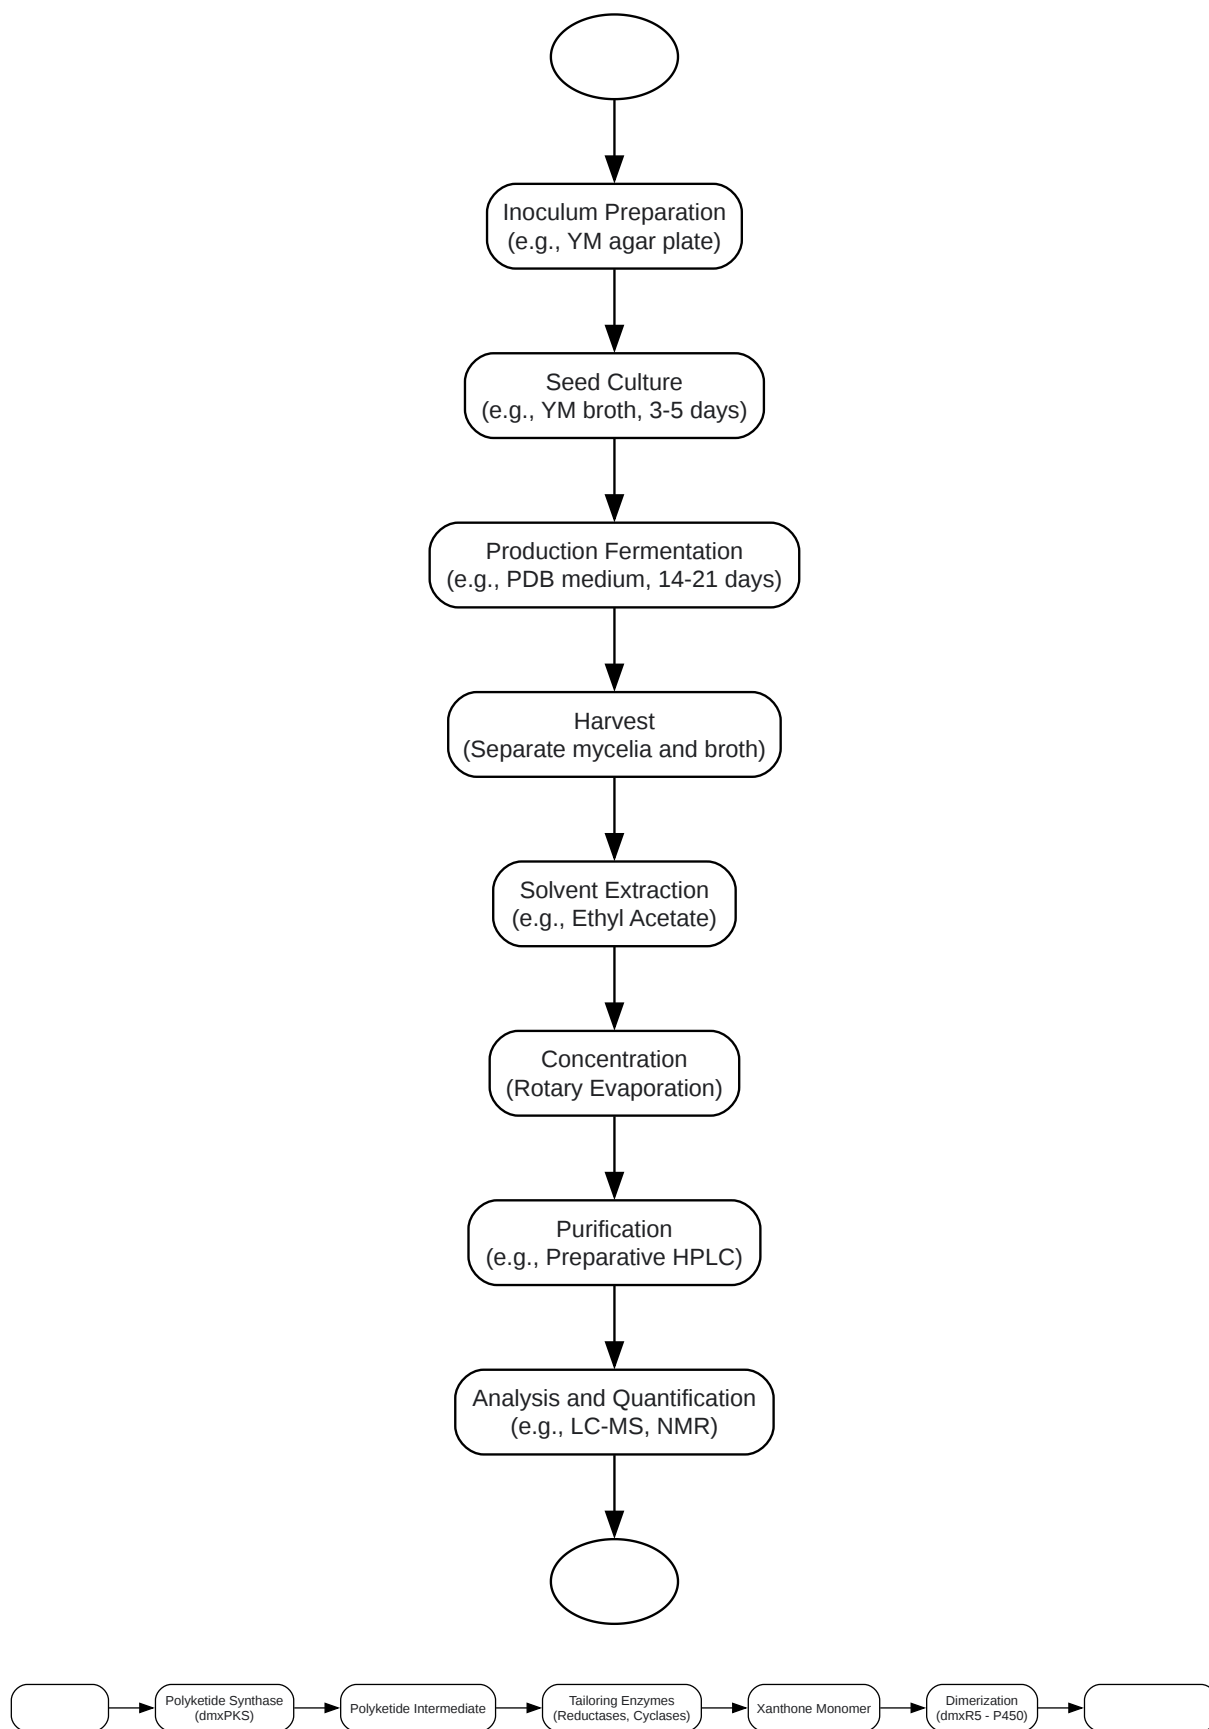 Inoculum Preparation
(e.g., YM agar plate)
Seed Culture
(e.g., YM broth, 3-5 days)
Production Fermentation
(e.g., PDB medium, 14-21 days)
Harvest
(Separate mycelia and broth)
Solvent Extraction
(e.g., Ethyl Acetate)
Concentration
(Rotary Evaporation)
Purification
(e.g., Preparative HPLC)
Analysis and Quantification
(e.g., LC-MS, NMR)
Polyketide Synthase
(dmxPKS)
Polyketide Intermediate
Tailoring Enzymes
(Reductases, Cyclases)
Xanthone Monomer
Dimerization
(dmxR5 - P450)